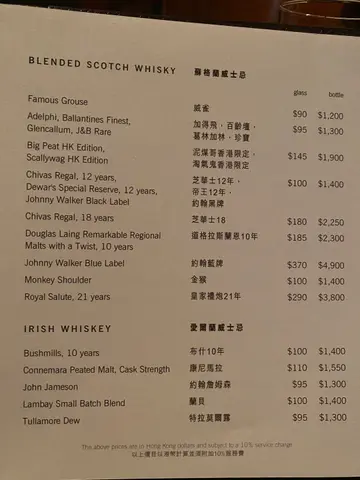 BLENDED SCOTCH WHISKY 蘇格蘭威士忌
glass bottle
Famous Grouse 威雀 $90 $1,200
Adelphi, Ballantines Finest, 加得飛，百齡壇， $95 $1,300
Glencallum, J&B Rare 葛林加林，珍寶
Big Peat HK Edition, 泥煤哥香港限定， $145 $1,900
Scallywag HK Edition 淘氣鬼香港限定
Chivas Regal, 12 years, 芝華士12年， $100 $1,400
Dewar's Special Reserve, 12 years, 帝王12年，
Johnny Walker Black Label 約翰黑牌
Chivas Regal, 18 years 芝華士18 $180 $2,250
Douglas Laing Remarkable Regional 道格拉斯蘭恩10年 $185 $2,300
Malts with a Twist, 10 years
Johnny Walker Blue Label 約翰藍牌 $370 $4,900
Monkey Shoulder 金猴 $100 $1,400
Royal Salute, 21 years 皇家禮炮21年 $290 $3,800
IRISH WHISKEY 愛爾蘭威士忌
Bushmills, 10 years 布什10年 $100 $1,400
Connemara Peated Malt, Cask Strength 康尼馬拉 $110 $1,550
John Jameson 約翰詹姆森 $95 $1,300
Lambay Small Batch Blend 蘭貝 $100 $1,400
Tullamore Dew 特拉莫爾露 $95 $1,300
The above prices are in Hong Kong dollars and subject to a 10% service charge
以上價目以港幣計算並須附加10%服務費